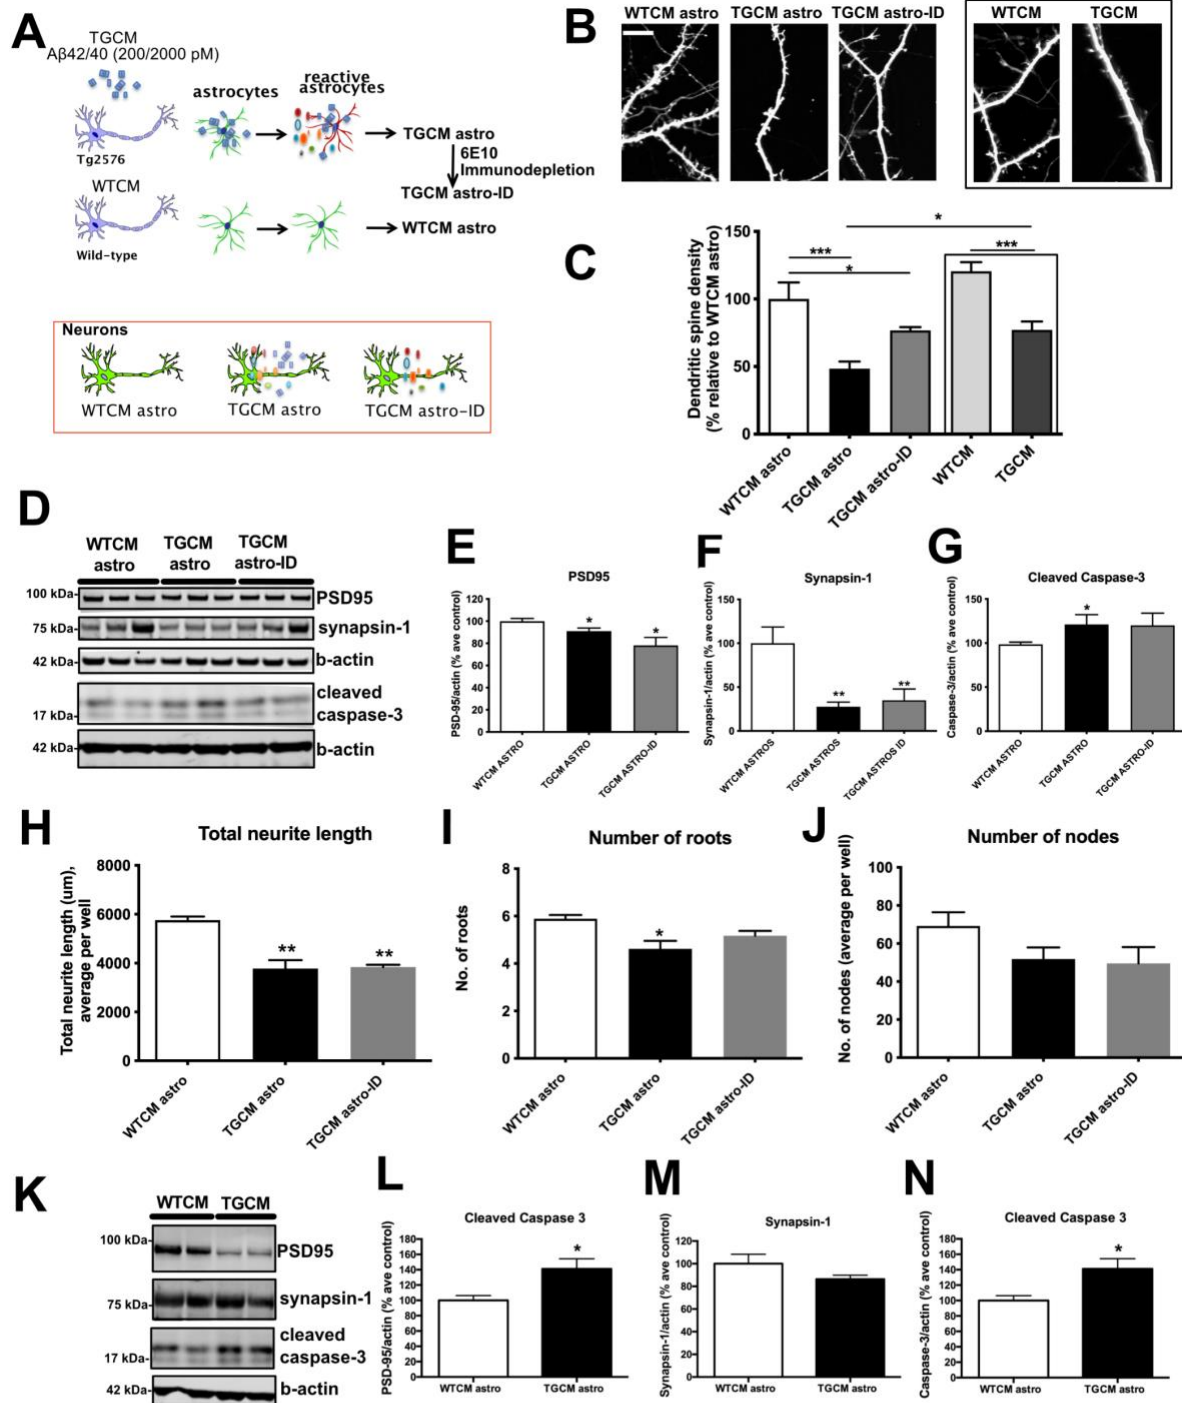 A
TGCM
Aβ42/40 (200/2000 pM)
astrocytes
reactive
astrocytes
TGCM astro
6E10
Immunodepletion
TGCM astro-ID
Tg2576
WTCM
WTCM astro
Wild-type
Neurons
WTCM astro
TGCM astro
TGCM astro-ID
B
WTCM astro
TGCM astro
TGCM astro-ID
WTCM
TGCM
C
Dendritic spine density
(% relative to WTCM astro)
150
100
50
0
***
*
*
***
WTCM astro
TGCM astro
TGCM astro-ID
WTCM
TGCM
D
WTCM
astro
TGCM
astro
TGCM
astro-ID
100 kDa-
PSD95
75 kDa-
synapsin-1
42 kDa-
b-actin
cleaved
caspase-3
17 kDa-
42 kDa-
b-actin
E
PSD95
PSD-95/actin (% ave control)
120
100
80
60
40
20
0
*
*
WTCM ASTRO
TGCM ASTRO
TGCM ASTRO-ID
F
Synapsin-1
Synapsin-1/actin (% ave control)
150
100
50
0
**
**
WTCM ASTROS
TGCM ASTROS
TGCM ASTROS ID
G
Cleaved Caspase-3
Caspase-3/actin (% ave control)
150
100
50
0
*
WTCM ASTRO
TGCM ASTRO
TGCM ASTRO-ID
H
Total neurite length
Total neurite length (um),
average per well
8000
6000
4000
2000
0
**
**
WTCM astro
TGCM astro
TGCM astro-ID
I
Number of roots
No. of roots
8
6
4
2
0
*
WTCM astro
TGCM astro
TGCM astro-ID
J
Number of nodes
No. of nodes (average per well)
100
80
60
40
20
0
WTCM astro
TGCM astro
TGCM astro-ID
K
WTCM
TGCM
100 kDa-
PSD95
75 kDa-
synapsin-1
cleaved
caspase-3
17 kDa-
42 kDa-
b-actin
L
Cleaved Caspase 3
PSD-95/actin (% ave control)
180
160
140
120
100
80
60
40
20
0
*
WTCM astro
TGCM astro
M
Synapsin-1
Synapsin-1/actin (% ave control)
120
100
80
60
40
20
0
WTCM astro
TGCM astro
N
Cleaved Caspase 3
Caspase-3/actin (% ave control)
180
160
140
120
100
80
60
40
20
0
*
WTCM astro
TGCM astro